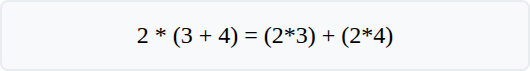 2 * (3 + 4) = (2*3) + (2*4)